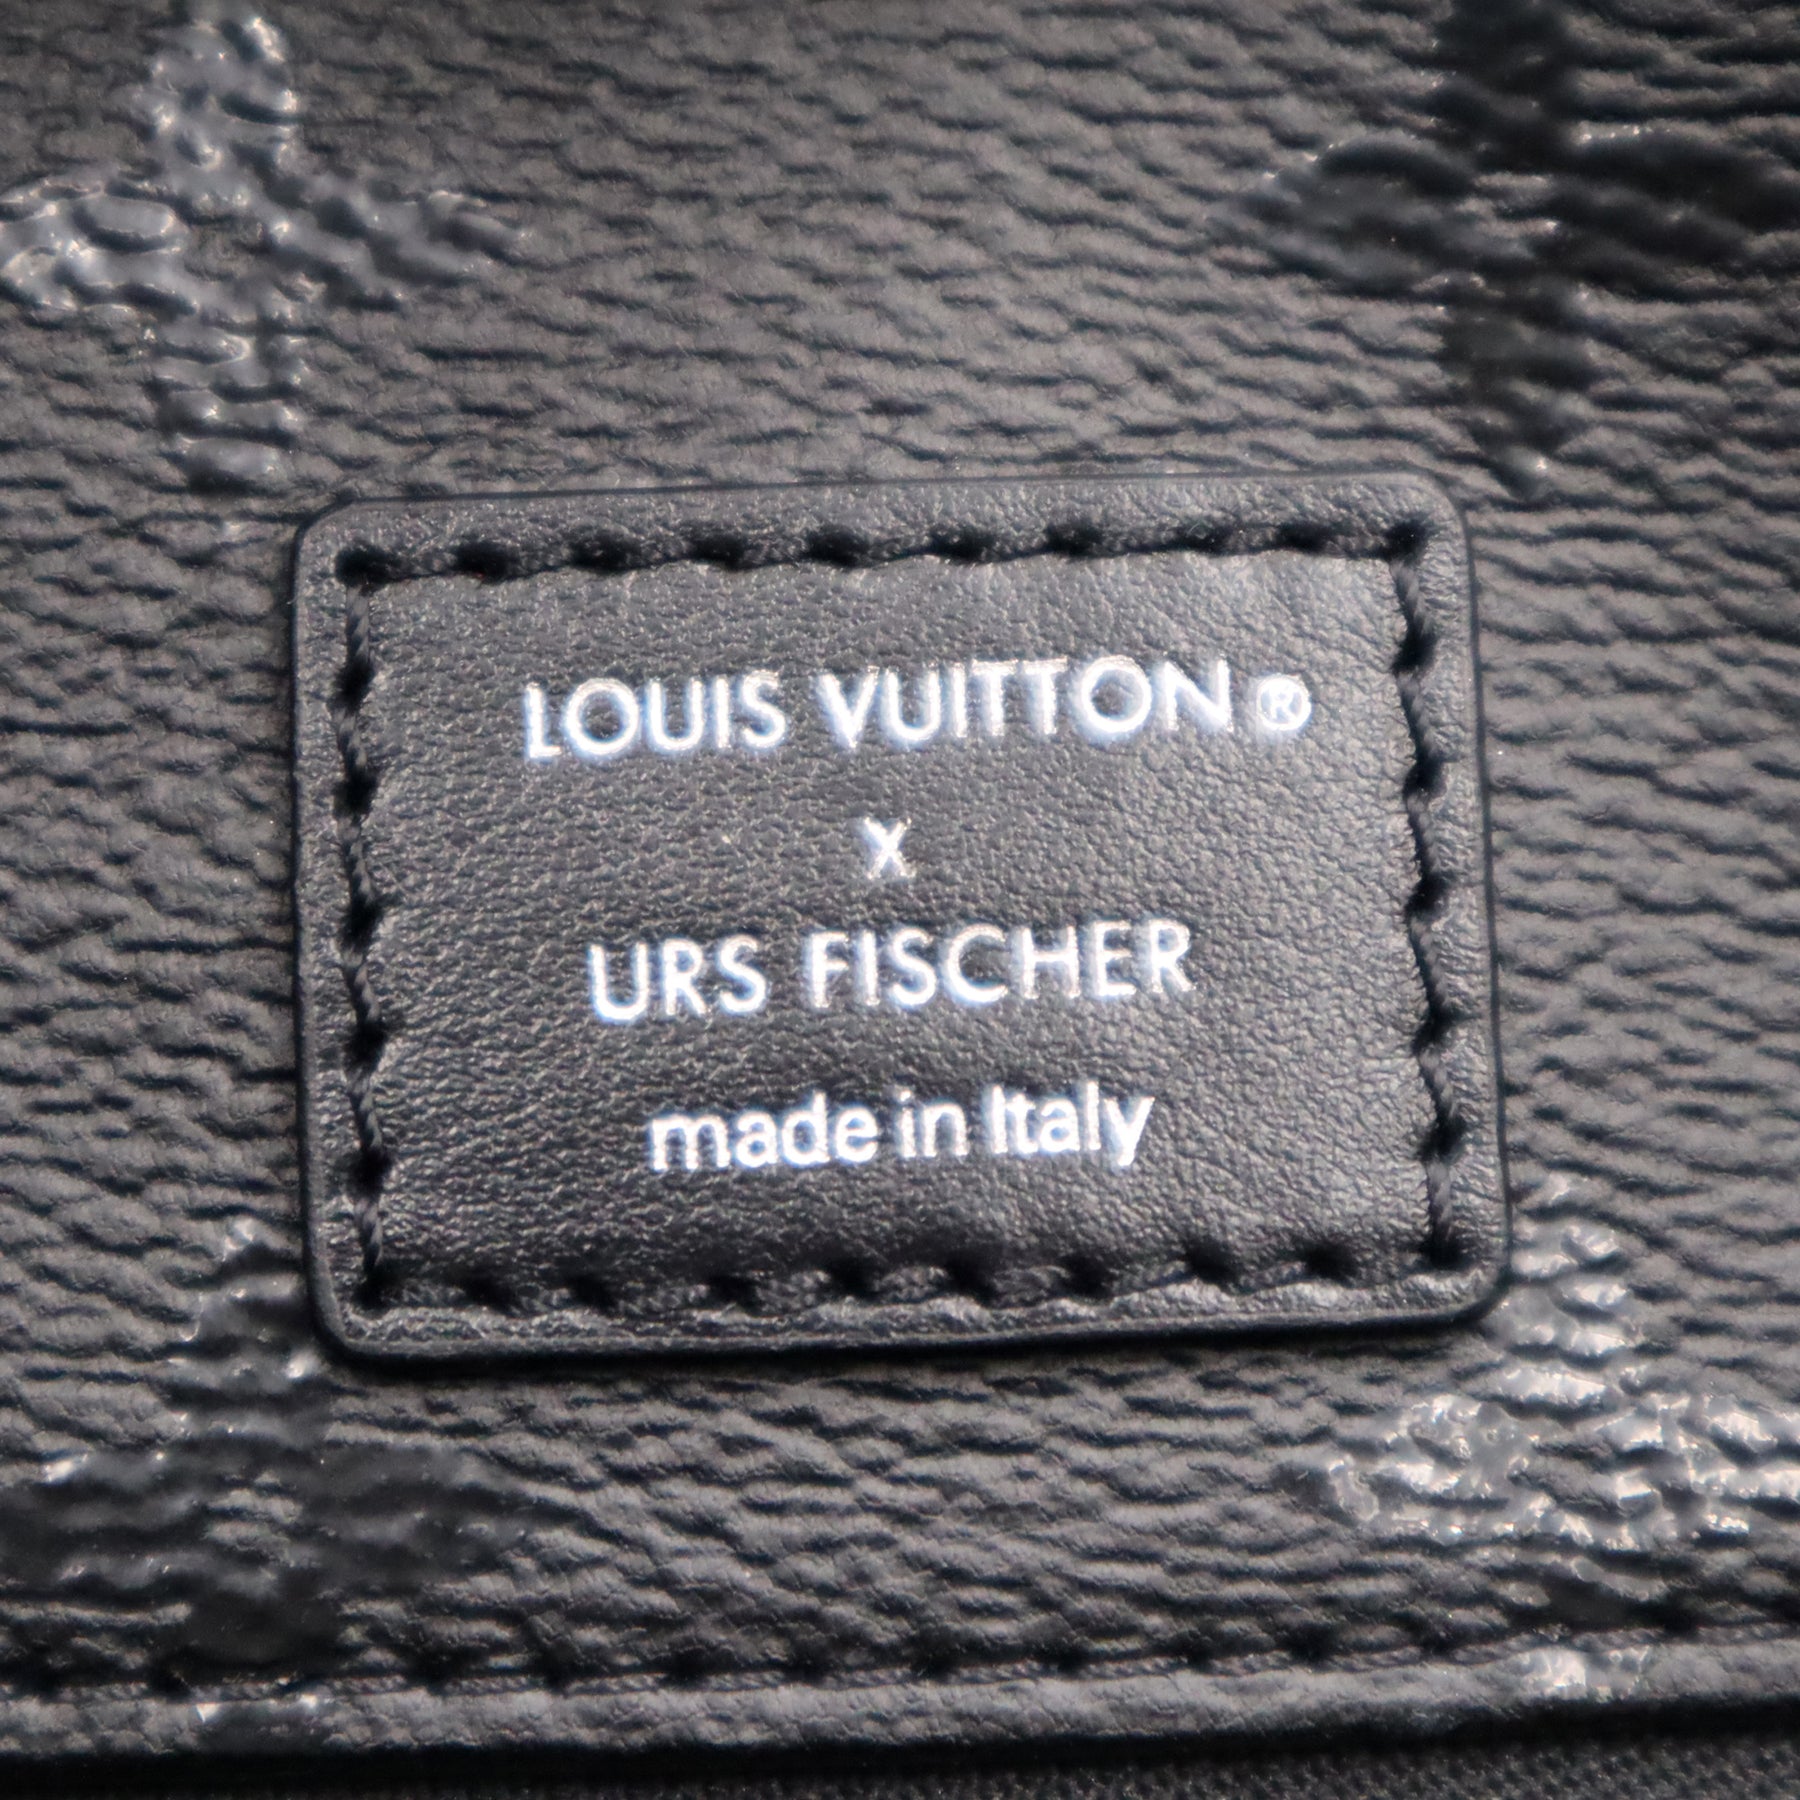 LOUIS VUITTON®
x
URS FISCHER
made in Italy